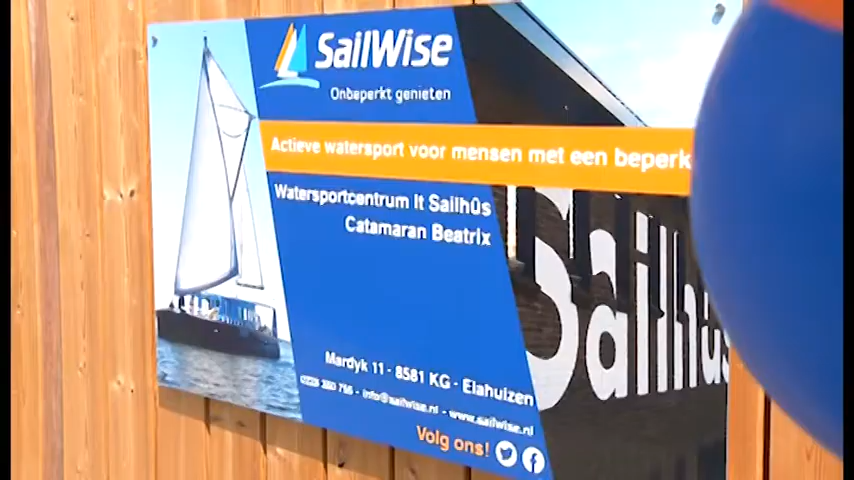 SailWise
Onbeperkt genieten
Actieve watersport voor mensen met een beperk
Watersportcentrum It Sailhûs
Catamaran Beatrix
Sailhûs
Mardyk 11 - 8581 KG - Elahuizen
info@sailwise.nl - www.sailwise.nl
Volg ons!